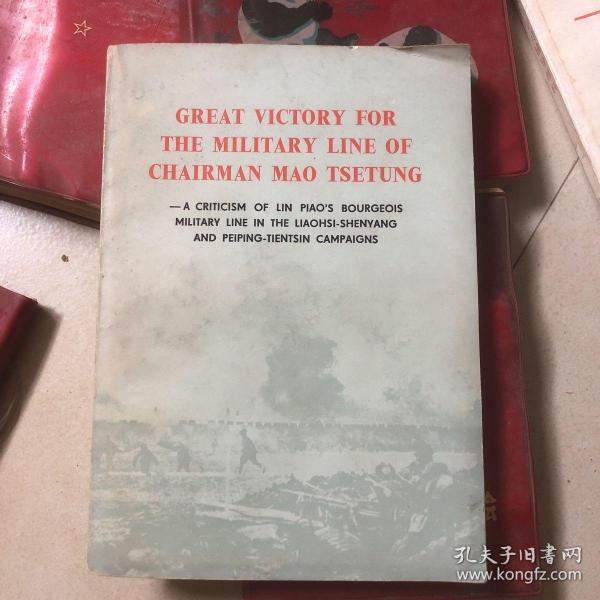 GREAT VICTORY FOR
THE MILITARY LINE OF
CHAIRMAN MAO TSETUNG
—A CRITICISM OF LIN PIAO'S BOURGEOIS
MILITARY LINE IN THE LIAOHSI-SHENYANG
AND PEIPING-TIENTSIN CAMPAIGNS
孔夫子旧书网
www.kongfz.com